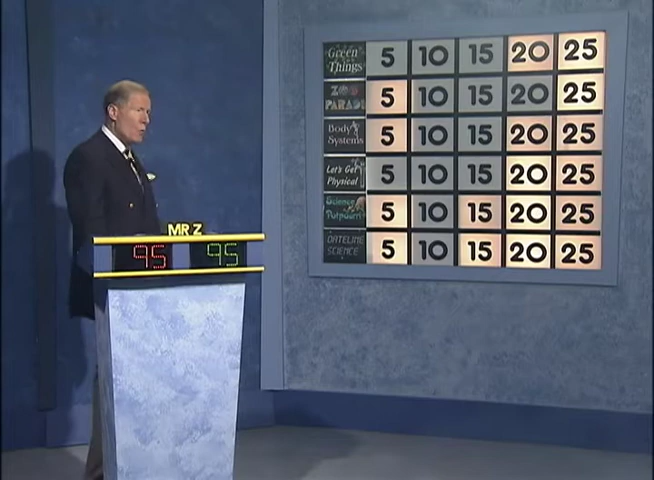 Green Things 5 10 15 20 25
ZOO PARADE 5 10 15 20 25
Body Systems 5 10 15 20 25
Let's Get Physical 5 10 15 20 25
Science Potpourri 5 10 15 20 25
DATELINE SCIENCE 5 10 15 20 25
MR Z
95 95